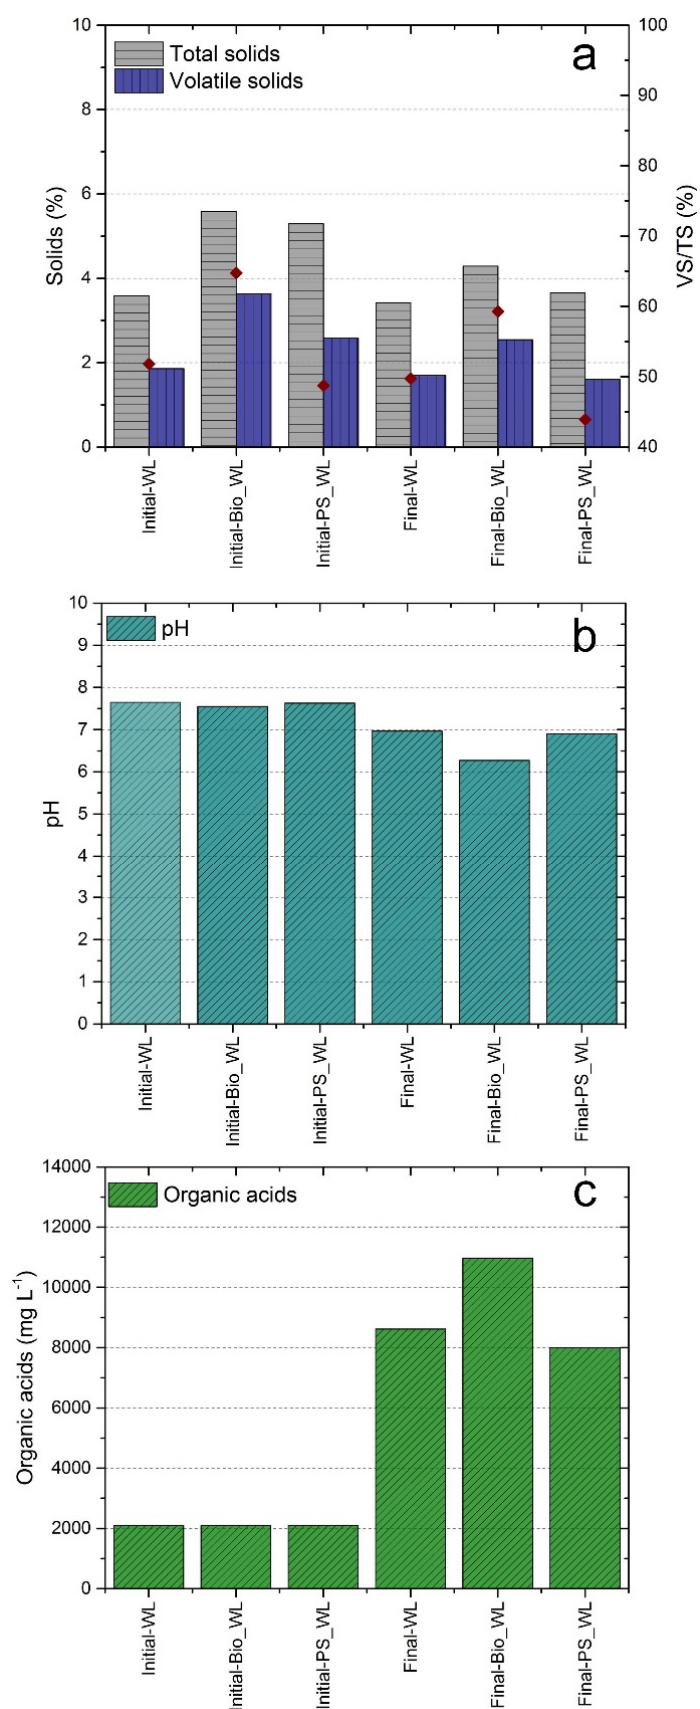 a
Total solids
Volatile solids
10
8
6
4
2
0
Solids (%)
100
90
80
70
60
50
40
VS/TS (%)
Initial-WL
Initial-Bio_WL
Initial-PS_WL
Final-WL
Final-Bio_WL
Final-PS_WL
b
pH
10
9
8
7
6
5
4
3
2
1
0
pH
Initial-WL
Initial-Bio_WL
Initial-PS_WL
Final-WL
Final-Bio_WL
Final-PS_WL
c
Organic acids
14000
12000
10000
8000
6000
4000
2000
0
Organic acids (mg L⁻¹)
Initial-WL
Initial-Bio_WL
Initial-PS_WL
Final-WL
Final-Bio_WL
Final-PS_WL